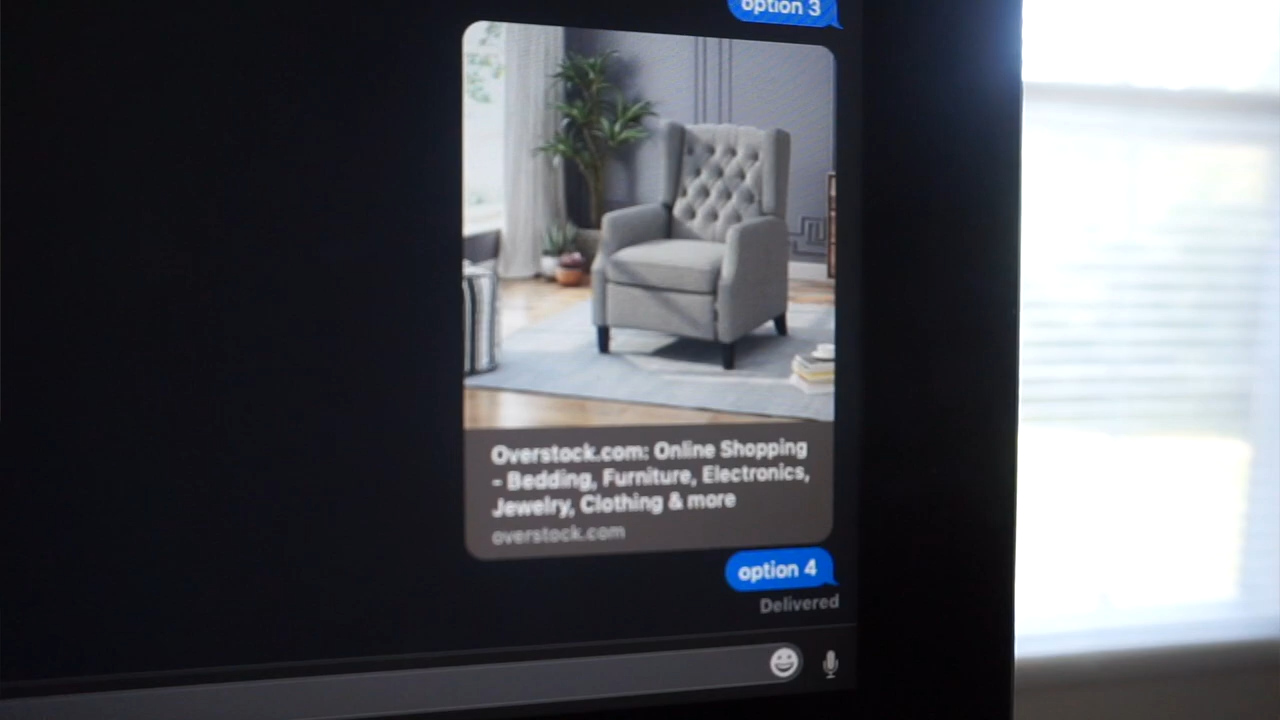 option 3
Overstock.com: Online Shopping
- Bedding, Furniture, Electronics,
Jewelry, Clothing & more
overstock.com
option 4
Delivered